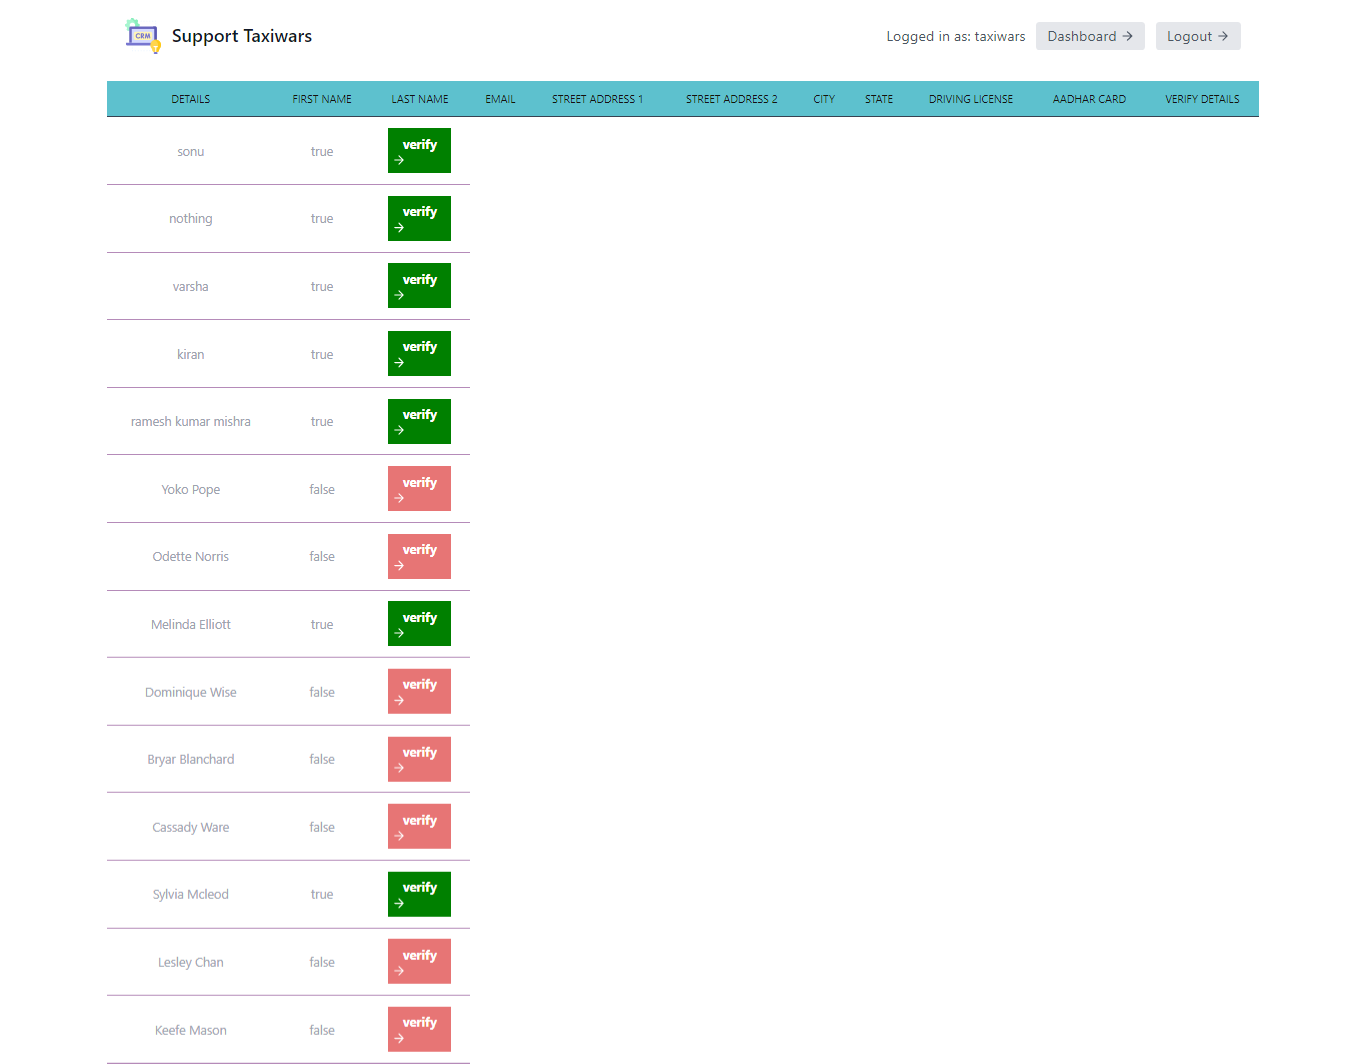 CRM
Support Taxiwars
Logged in as: taxiwars
Dashboard →
Logout →
DETAILS FIRST NAME LAST NAME EMAIL STREET ADDRESS 1 STREET ADDRESS 2 CITY STATE DRIVING LICENSE AADHAR CARD VERIFY DETAILS
sonu true verify
→
nothing true verify
→
varsha true verify
→
kiran true verify
→
ramesh kumar mishra true verify
→
Yoko Pope false verify
→
Odette Norris false verify
→
Melinda Elliott true verify
→
Dominique Wise false verify
→
Bryar Blanchard false verify
→
Cassady Ware false verify
→
Sylvia Mcleod true verify
→
Lesley Chan false verify
→
Keefe Mason false verify
→